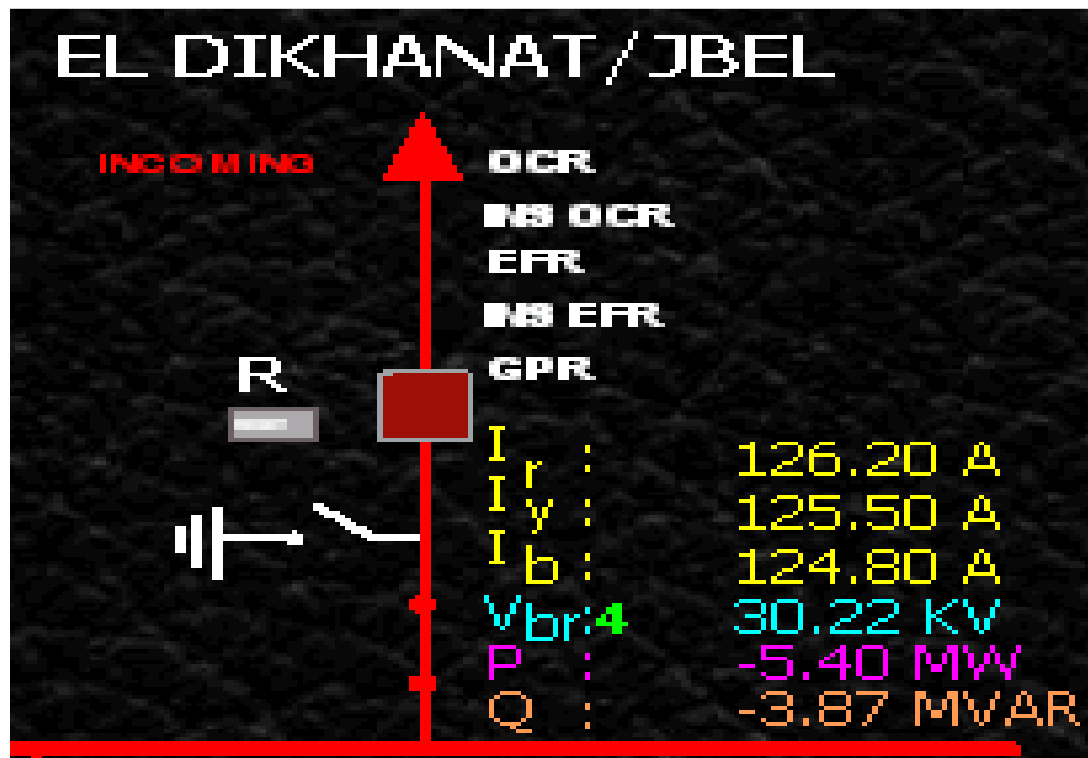 EL DIKHANAT/JBEL
INCOMING
OCR
INS OCR
EFR
INS EFR
R
GPR
Ir : 126.20 A
Iy : 125.50 A
Ib : 124.80 A
Vbr:4 30.22 KV
P : -5.40 MW
Q : -3.87 MVAR